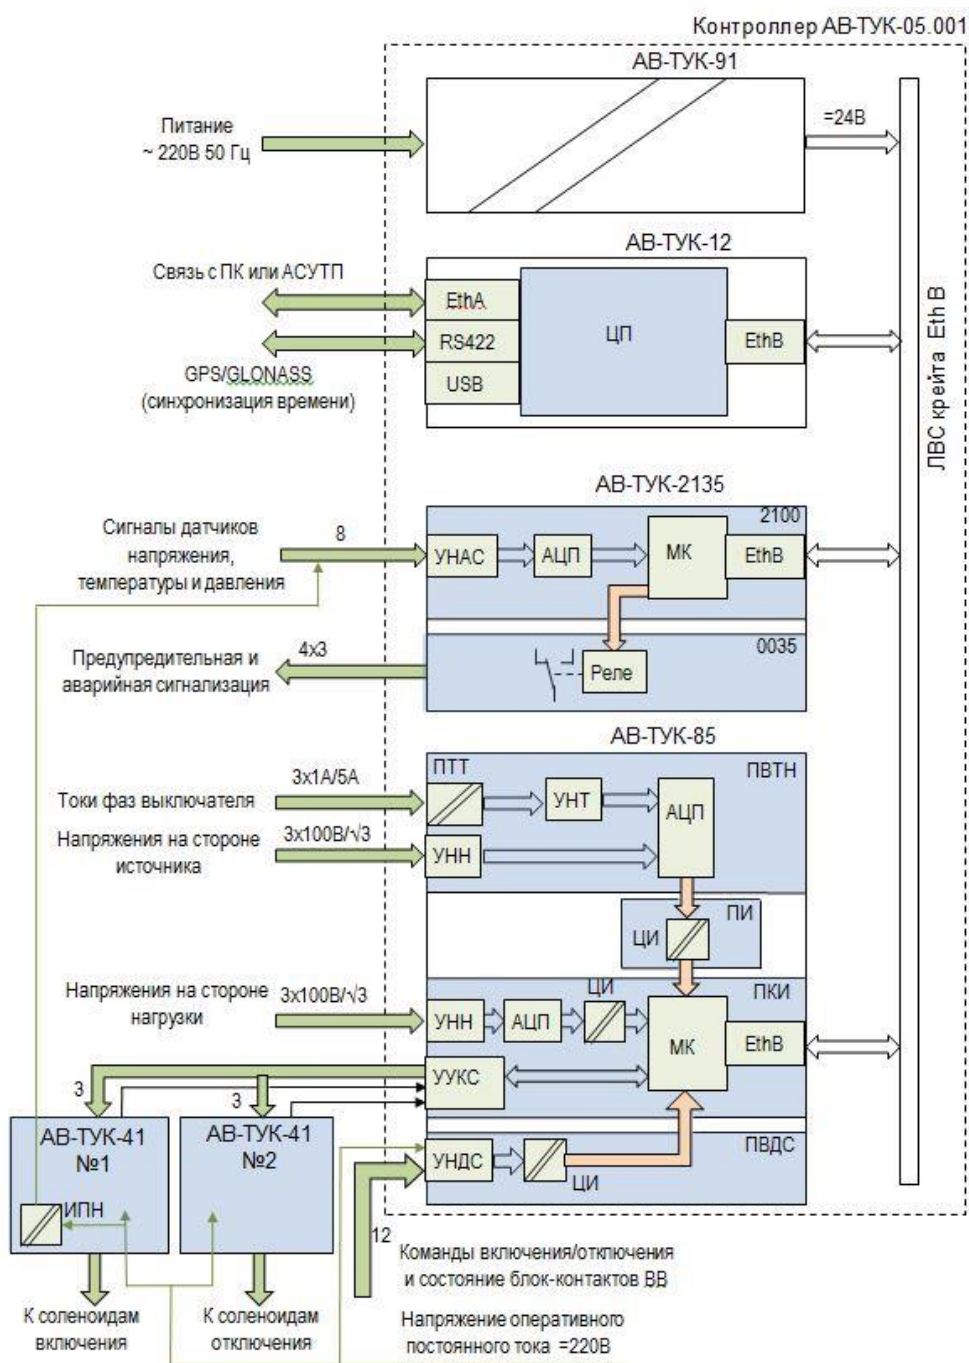 Контроллер АВ-ТУК-05.001
АВ-ТУК-91
Питание
~ 220В 50 Гц
=24В
АВ-ТУК-12
Связь с ПК или АСУТП
EthA
RS422
USB
ЦП
EthB
GPS/GLONASS
(синхронизация времени)
ЛВС крейта Eth B
АВ-ТУК-2135
2100
Сигналы датчиков
напряжения,
температуры и давления
8
УНАС
АЦП
МК
EthB
0035
4х3
Предупредительная и
аварийная сигнализация
Реле
АВ-ТУК-85
ПТТ
ПВТН
Токи фаз выключателя
3х1А/5А
УНТ
АЦП
Напряжения на стороне
источника
3х100В/√3
УНН
ПИ
ЦИ
ПКИ
Напряжения на стороне
нагрузки
3х100В/√3
УНН
АЦП
ЦИ
МК
EthB
УУКС
3
3
АВ-ТУК-41
№1
АВ-ТУК-41
№2
ИПН
ПВДС
УНДС
ЦИ
12
Команды включения/отключения
и состояние блок-контактов ВВ
К соленоидам
включения
К соленоидам
отключения
Напряжение оперативного
постоянного тока =220В